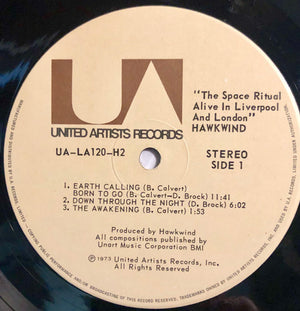 UA
UNITED ARTISTS RECORDS
"The Space Ritual
Alive In Liverpool
And London"
HAWKWIND
UA-LA120-H2
STEREO
SIDE 1
1. EARTH CALLING (B. Calvert)
BORN TO GO (B. Calvert-D. Brock) 11:41
2. DOWN THROUGH THE NIGHT (D. Brock) 6:02
3. THE AWAKENING (B. Calvert) 1:53
Produced by Hawkwind
All compositions published by
Unart Music Corporation BMI
©1973 United Artists Records, Inc.
All Rights Reserved